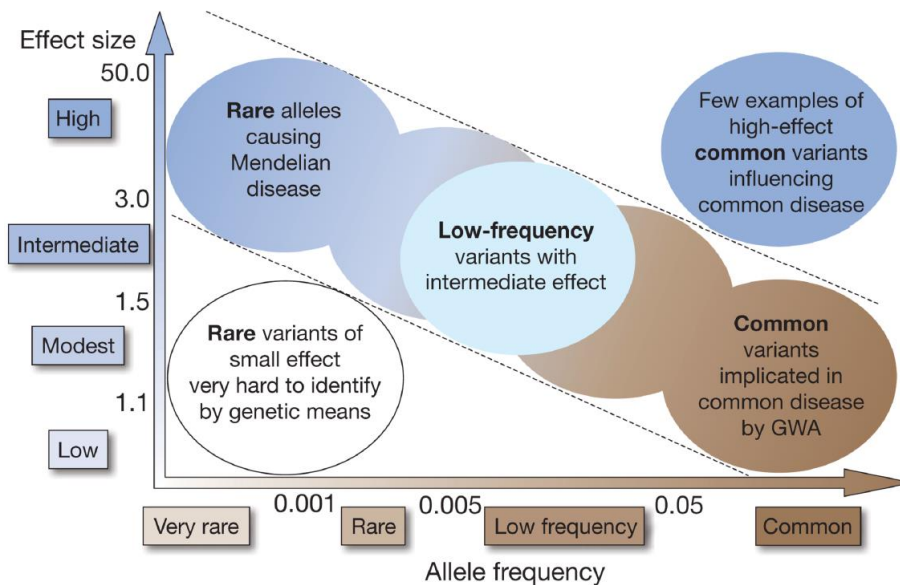 Effect size
50.0
High
3.0
Intermediate
1.5
Modest
1.1
Low
Rare alleles
causing
Mendelian
disease
Few examples of
high-effect
common variants
influencing
common disease
Low-frequency
variants with
intermediate effect
Rare variants of
small effect
very hard to identify
by genetic means
Common
variants
implicated in
common disease
by GWA
0.001
0.005
0.05
Very rare
Rare
Low frequency
Common
Allele frequency